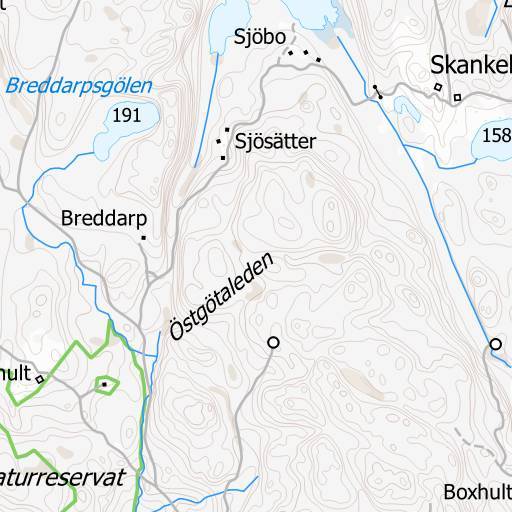 Sjöbo
Skankel
Breddarpsgölen
191
158
Sjösätter
Breddarp
Östgötaleden
hult
aturreservat
Boxhult